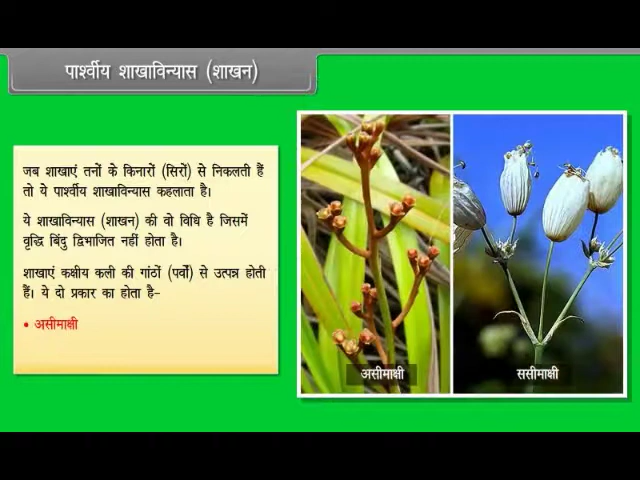 पार्श्वीय शाखाविन्यास (शाखन)
जब शाखाएं तनों के किनारों (सिरों) से निकलती हैं
तो ये पार्श्वीय शाखाविन्यास कहलाता है।
ये शाखाविन्यास (शाखन) की वो विधि है जिसमें
वृद्धि बिंदु द्विभाजित नहीं होता है।
शाखाएं कक्षीय कली की गांठों (पर्वों) से उत्पन्न होती
हैं। ये दो प्रकार का होता है-
• असीमाक्षी
असीमाक्षी
ससीमाक्षी